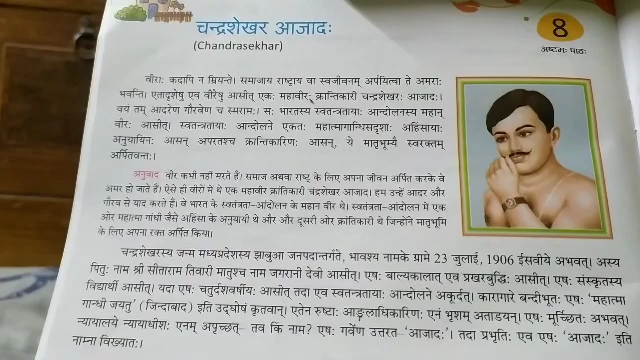 चन्द्रशेखर आजादः
(Chandrasekhar)
8
अष्टमः पाठः
वीराः कदापि न म्रियन्ते। समाजाय राष्ट्राय वा स्वजीवनम् अर्पयित्वा ते अमराः
भवन्ति। एतादृशेषु एव वीरेषु आसीत् एकः महावीरः क्रान्तिकारी चन्द्रशेखरः आजादः।
वयं तम् आदरेण गौरवेण च स्मरामः। सः भारतस्य स्वतन्त्रतायाः आन्दोलनस्य महान्
वीरः आसीत्। स्वतन्त्रतायाः आन्दोलने एकतः महात्मागान्धिसदृशाः अहिंसायाः
अनुयायिनः आसन् अपरतश्च क्रान्तिकारिणः आसन्, ये मातृभूम्यै स्वरक्तम्
अर्पितवन्तः।
अनुवाद वीर कभी नहीं मरते हैं। समाज अथवा राष्ट्र के लिए अपना जीवन अर्पित करके वे
अमर हो जाते हैं। ऐसे ही वीरों में थे एक महावीर क्रांतिकारी चंद्रशेखर आजाद। हम उन्हें आदर और
गौरव से याद करते हैं। वे भारत के स्वतंत्रता-आंदोलन के महान वीर थे। स्वतंत्रता-आंदोलन में एक
ओर महात्मा गांधी जैसे अहिंसा के अनुयायी थे और और दूसरी ओर क्रांतिकारी थे जिन्होंने मातृभूमि
के लिए अपना रक्त अर्पित किया।
चन्द्रशेखरस्य जन्म मध्यप्रदेशस्य झाबुआ जनपदान्तर्गते, भावश्य नामके ग्रामे 23 जुलाई, 1906 ईसवीये अभवत्। अस्य
पितुः नाम श्री सीताराम तिवारी मातुश्च नाम जगरानी देवी आसीत्। एषः बाल्यकालात् एव प्रखरबुद्धिः आसीत्। एषः संस्कृतस्य
विद्यार्थी आसीत्। यदा एषः चतुर्दशवर्षीयः आसीत् तदा एव स्वतन्त्रतायाः आन्दोलने अकूर्दत्। कारागारे बन्दीभूतः एषः 'महात्मा
गान्धी जयतु' (जिन्दाबाद) इति उद्घोषं कृतवान्। एतेन रुष्टाः आङ्गलाधिकारिणः एनं भृशम् अताडयन्। एषः मूर्च्छितः अभवत्।
न्यायालये न्यायाधीशः एनम् अपृच्छत्- तव किं नाम? एषः गर्वेण उत्तरत-'आजादः'। तदा प्रभृतिः एव एषः 'आजादः' इति
नाम्ना विख्यातः।